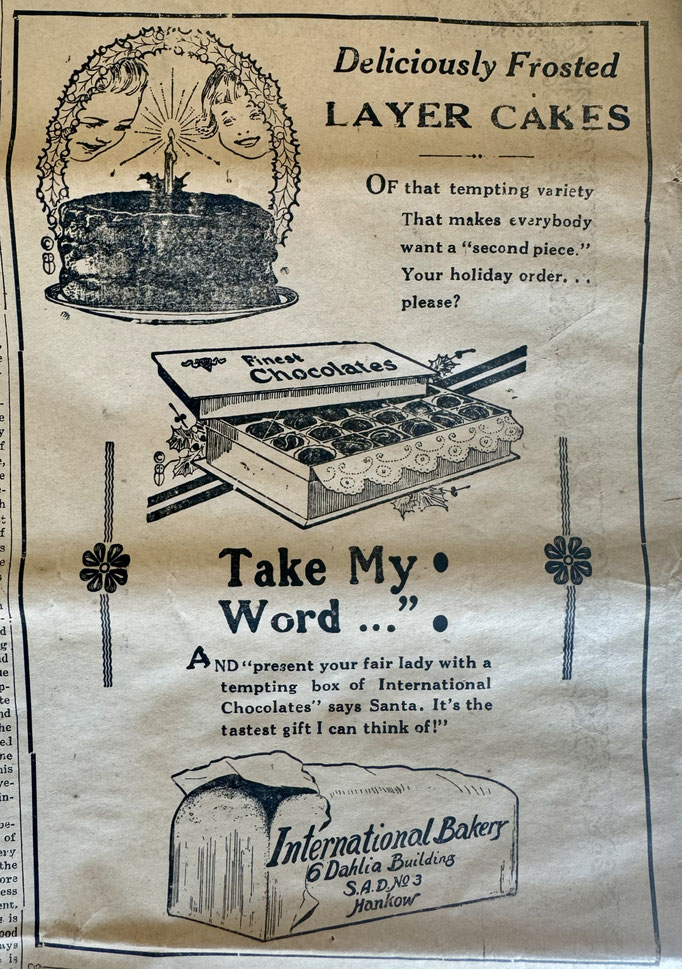 Deliciously Frosted
LAYER CAKES
OF that tempting variety
That makes everybody
want a “second piece.”
Your holiday order...
please?
Finest
Chocolates
Take My
Word ...”
AND “present your fair lady with a
tempting box of International
Chocolates” says Santa. It's the
tastest gift I can think of!”
International Bakery
6 Dahlia Building
S.A.D. No 3
Hankow